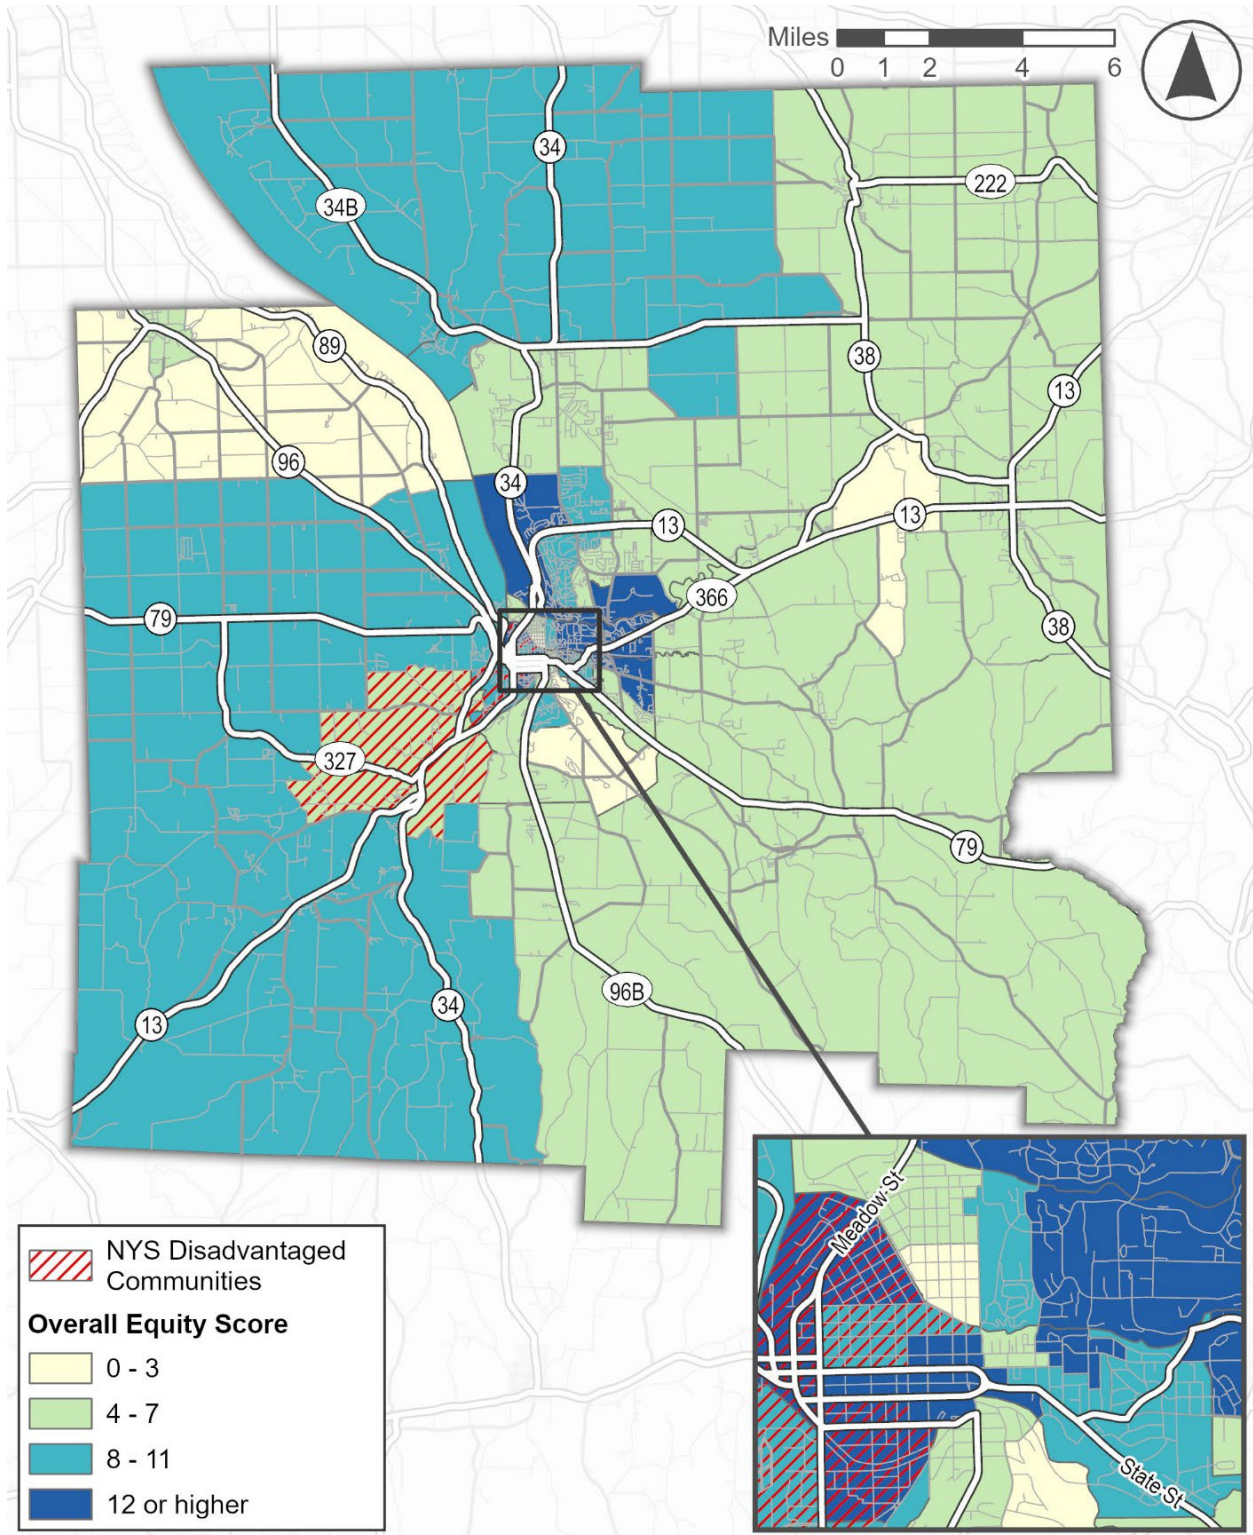 Miles
0 1 2 4 6
34
222
34B
89
38
13
96
34
13
13
366
79
38
327
79
96B
34
13
Meadow St
State St
NYS Disadvantaged
Communities
Overall Equity Score
0 - 3
4 - 7
8 - 11
12 or higher